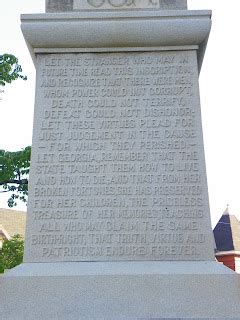 LET THE STRANGER WHO MAY IN
FUTURE TIME READ THIS INSCRIPTION,
AND RECOGNIZE THAT THERE WERE MEN
WHOM POWER COULD NOT CORRUPT,
DEATH COULD NOT TERRIFY,
DEFEAT COULD NOT DISHONOR.
LET THESE VIRTUES PLEAD FOR
JUST JUDGEMENT IN THE CAUSE
- FOR WHICH THEY PERISHED. -
LET GEORGIA, REMEMBER THAT THE
STATE TAUGHT THEM HOW TO LIVE
AND HOW TO DIE, AND THAT FROM HER
BROKEN FORTUNES SHE HAS PRESERVED
FOR HER CHILDREN, THE PRICELESS
TREASURE OF HER MEMORIES, TEACHING
ALL WHO MAY CLAIM THE SAME
BIRTHRIGHT, THAT TRUTH, VIRTUE AND
PATRIOTISM ENDURE FOREVER.